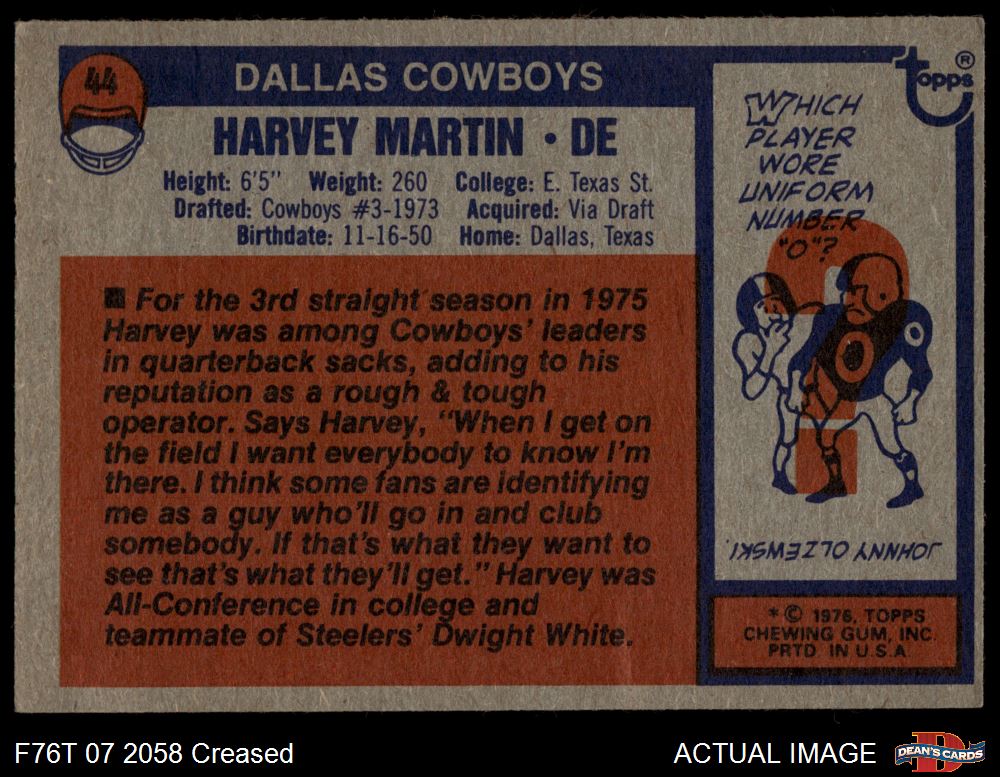 44
DALLAS COWBOYS
HARVEY MARTIN • DE
Height: 6'5" Weight: 260 College: E. Texas St.
Drafted: Cowboys #3-1973 Acquired: Via Draft
Birthdate: 11-16-50 Home: Dallas, Texas
■ For the 3rd straight season in 1975
Harvey was among Cowboys' leaders
in quarterback sacks, adding to his
reputation as a rough & tough
operator. Says Harvey, "When I get on
the field I want everybody to know I'm
there. I think some fans are identifying
me as a guy who'll go in and club
somebody. If that's what they want to
see that's what they'll get." Harvey was
All-Conference in college and
teammate of Steelers' Dwight White.
topps ®
WHICH
PLAYER
WORE
UNIFORM
NUMBER
"O"?
?
O
O
JOHNNY OLZEWSKI.
* © 1976, TOPPS
CHEWING GUM, INC.
PRTD. IN U.S.A.
F76T 07 2058 Creased
ACTUAL IMAGE
D
DEAN'S CARDS